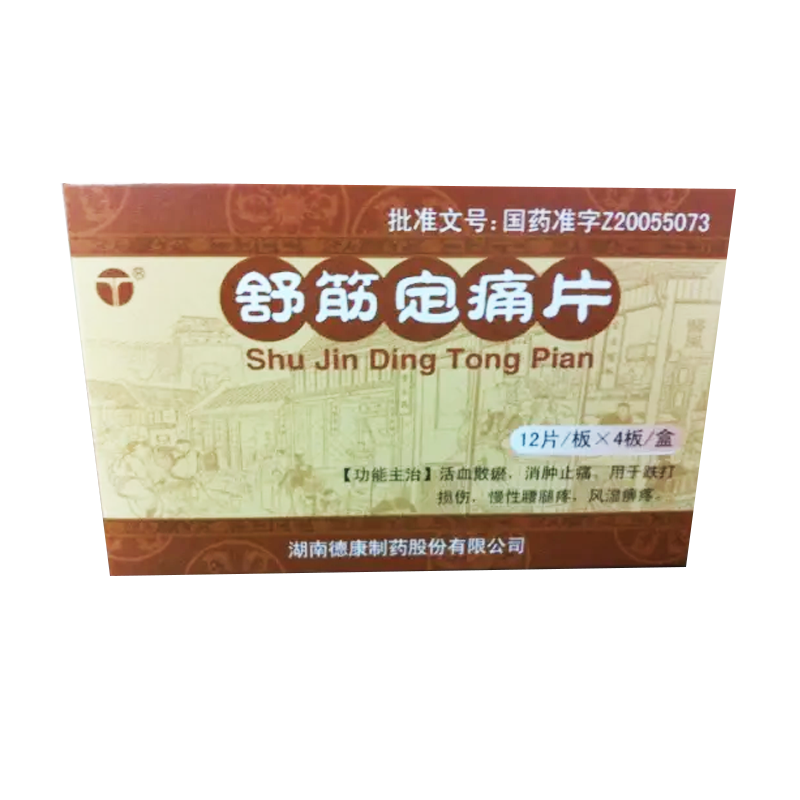 批准文号:国药准字Z20055073
舒筋定痛片
Shu Jin Ding Tong Pian
12片/板×4板/盒
【功能主治】活血散瘀,消肿止痛。用于跌打
损伤,慢性腰腿疼,风湿痹疼。
湖南德康制药股份有限公司